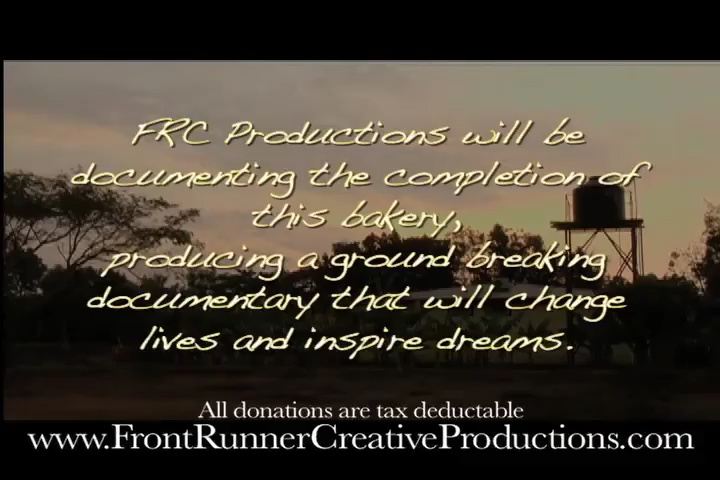 FRC Productions will be
documenting the completion of
this bakery,
producing a ground breaking
documentary that will change
lives and inspire dreams.
All donations are tax deductable
www.FrontRunnerCreativeProductions.com